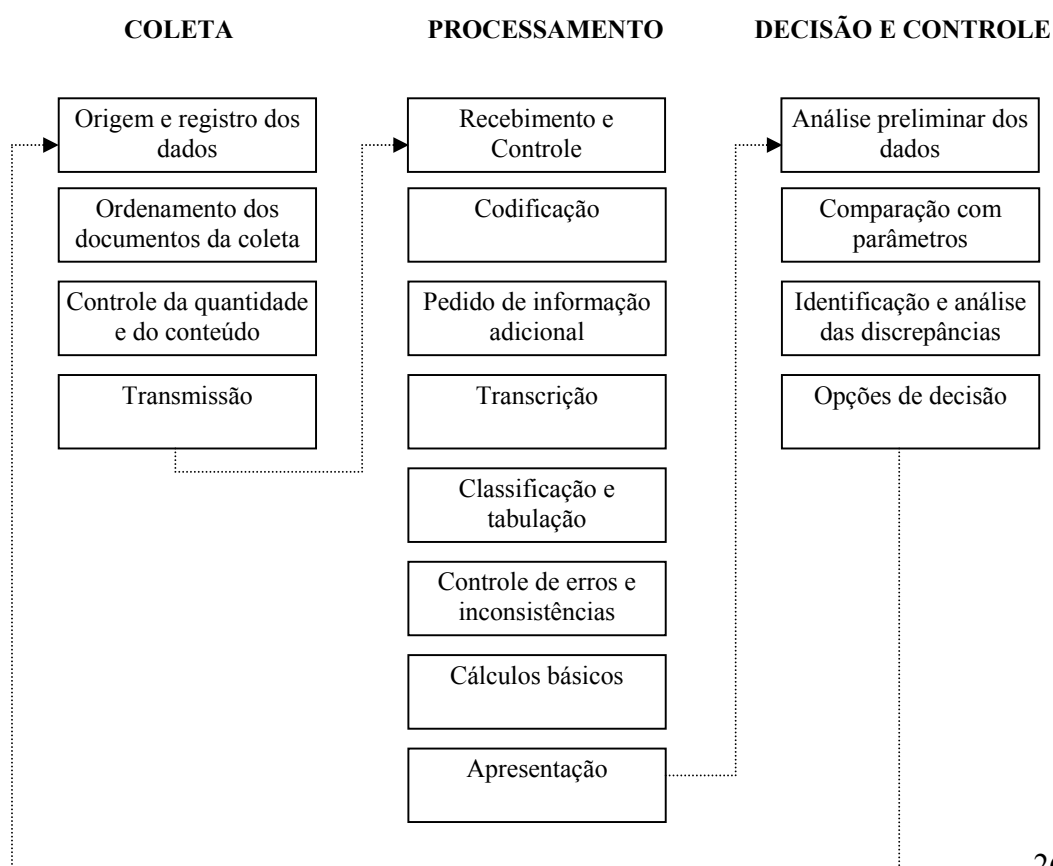 COLETA
PROCESSAMENTO
DECISÃO E CONTROLE
Origem e registro dos
dados
Ordenamento dos
documentos da coleta
Controle da quantidade
e do conteúdo
Transmissão
Recebimento e
Controle
Codificação
Pedido de informação
adicional
Transcrição
Classificação e
tabulação
Controle de erros e
inconsistências
Cálculos básicos
Apresentação
Análise preliminar dos
dados
Comparação com
parâmetros
Identificação e análise
das discrepâncias
Opções de decisão